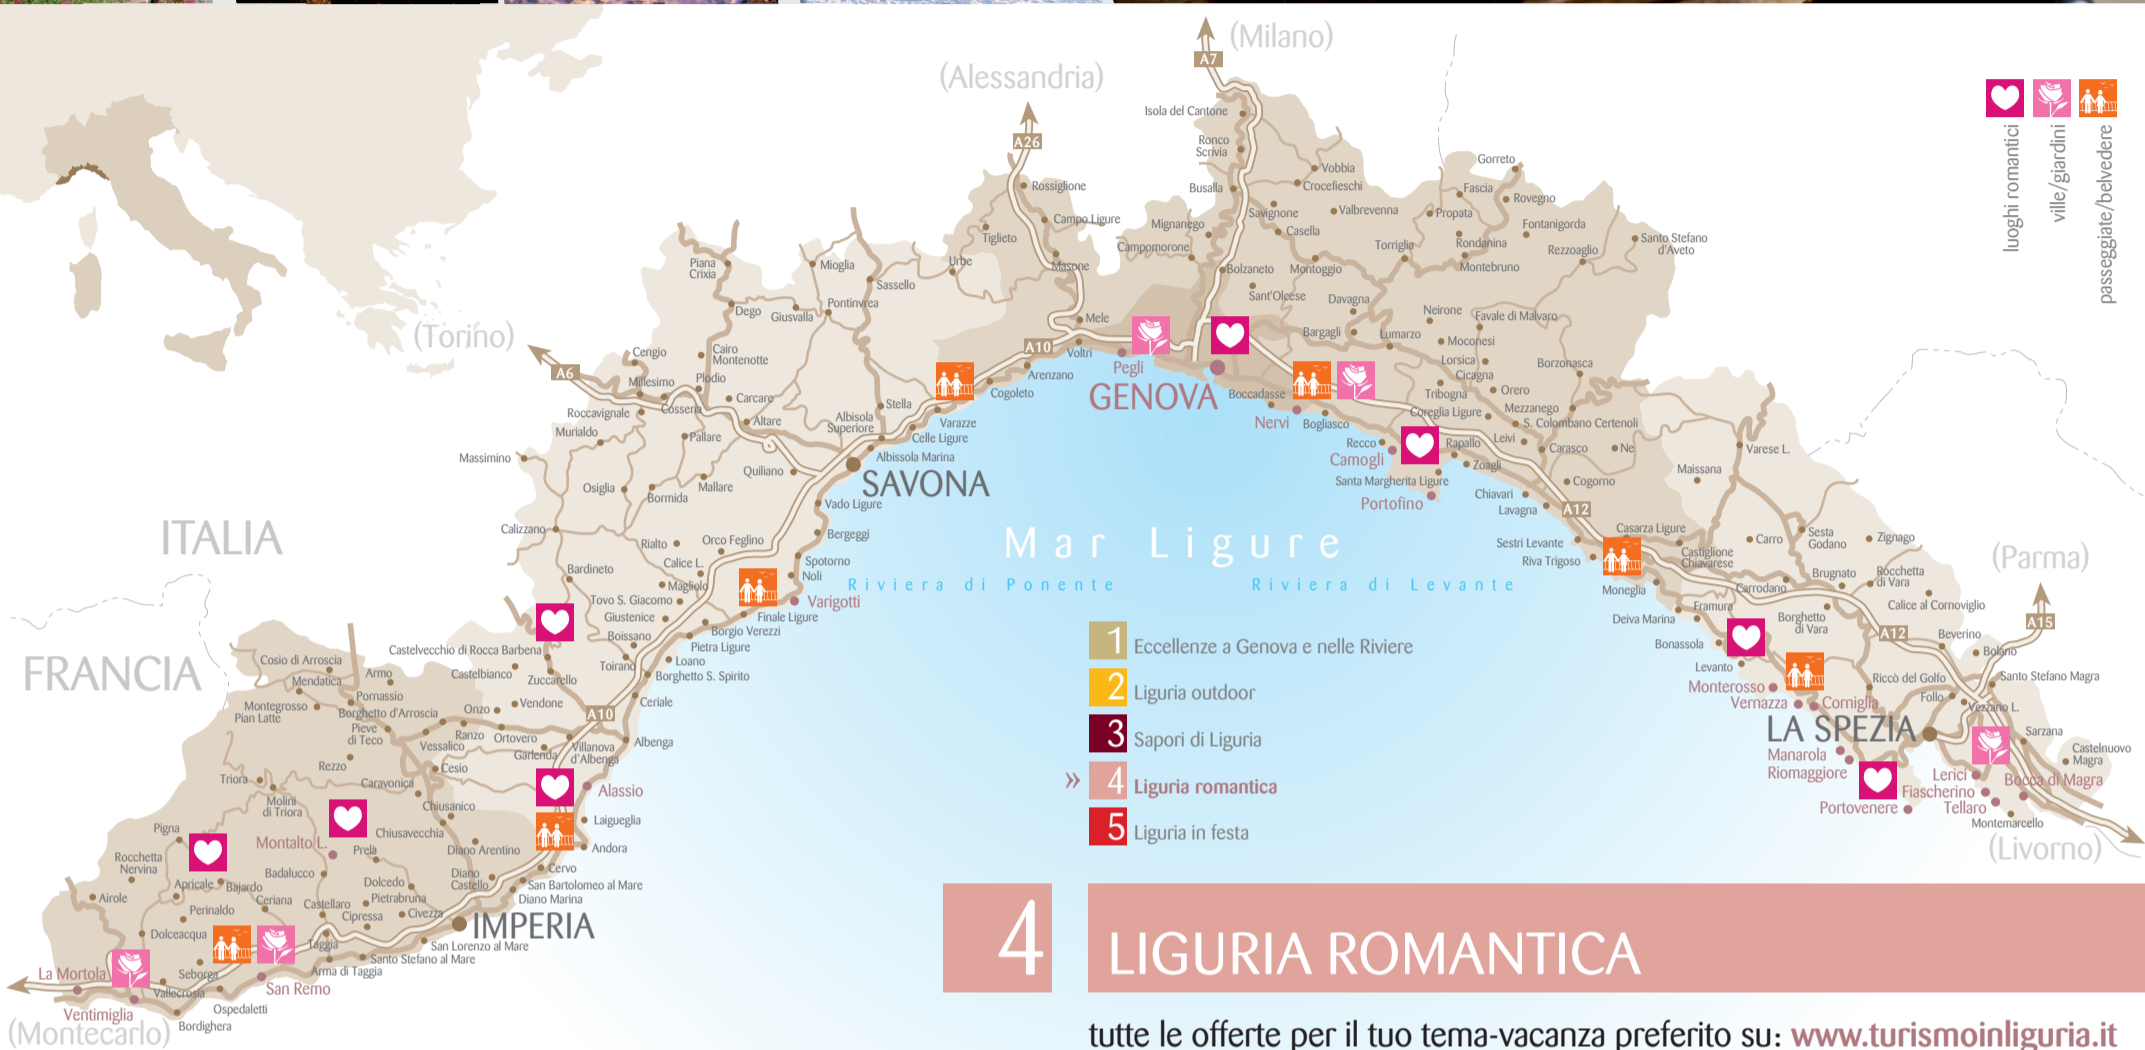 (Milano)
A7
(Alessandria)
A26
Isola del Cantone
Ronco
Scrivia
Busalla
Vobbia
Crocefieschi
Gorreto
Fascia
Rovegno
Savignone
Valbrevenna
Propata
Fontanigorda
Casella
Torriglia
Rondanina
Rezzoaglio
Santo Stefano
d'Aveto
Montebruno
Rossiglione
Campo Ligure
Mignanego
Campomorone
Tiglieto
Masone
Urbe
Bolzaneto
Montoggio
Sant'Olcese
Davagna
Neirone
Favale di Malvaro
Bargagli
Lumarzo
Moconesi
Lorsica
Cicagna
Borzonasca
Orero
Tribogna
Coreglia Ligure
Mezzanego
S. Colombano Certenoli
Leivi
Carasco
Ne
Cogorno
luoghi romantici
ville/giardini
passeggiate/belvedere
Piana
Crixia
Mioglia
Sassello
Pontinvrea
Dego
Giusvalla
(Torino)
A6
Cengio
Cairo
Montenotte
Millesimo
Plodio
Cosseria
Carcare
Roccavignale
Altare
Murialdo
Pallare
Massimino
Osiglia
Bormida
Mallare
Quiliano
Stella
Albisola
Superiore
Varazze
Celle Ligure
Albissola Marina
SAVONA
Cogoleto
Arenzano
A10
Voltri
Mele
Pegli
GENOVA
Boccadasse
Nervi
Bogliasco
Recco
Camogli
Rapallo
Zoagli
Santa Margherita Ligure
Portofino
Chiavari
Lavagna
A12
Casarza Ligure
Sestri Levante
Riva Trigoso
Castiglione
Chiavarese
Moneglia
Maissana
Varese L.
Carro
Sesta
Godano
Zignago
(Parma)
A15
Brugnato
Rocchetta
di Vara
Carrodano
Calice al Cornoviglio
Framura
Deiva Marina
Borghetto
di Vara
A12
Beverino
Bolano
Bonassola
Levanto
Monterosso
Vernazza
Corniglia
Riccò del Golfo
Follo
Santo Stefano Magra
Vezzano L.
LA SPEZIA
Sarzana
Castelnuovo
Magra
Manarola
Riomaggiore
Lerici
Bocca di Magra
Fiascherino
Portovenere
Tellaro
Montemarcello
(Livorno)
Mar Ligure
Riviera di Ponente
Riviera di Levante
ITALIA
FRANCIA
Calizzano
Vado Ligure
Bergeggi
Rialto
Orco Feglino
Spotorno
Noli
Calice L.
Bardineto
Magliolo
Varigotti
Tovo S. Giacomo
Finale Ligure
Giustenice
Borgio Verezzi
Boissano
Pietra Ligure
Castelvecchio di Rocca Barbena
Toirano
Loano
Castelbianco
Zuccarello
Borghetto S. Spirito
Ceriale
A10
Onzo
Vendone
Cosio di Arroscia
Mendatica
Armo
Pornassio
Montegrosso
Pian Latte
Borghetto d'Arroscia
Pieve
di Teco
Ranzo
Ortovero
Vessalico
Garlenda
Villanova
d'Albenga
Albenga
Rezzo
Cesio
Triora
Caravonica
Molini
di Triora
Chiusanico
Alassio
Laigueglia
Pigna
Montalto L.
Chiusavecchia
Andora
Prelà
Diano Arentino
Rocchetta
Nervina
Cervo
Apricale
Bajardo
Badalucco
Dolcedo
Diano
Castello
San Bartolomeo al Mare
Diano Marina
Airole
Ceriana
Castellaro
Pietrabruna
Perinaldo
Cipressa
Civezza
IMPERIA
Dolceacqua
Taggia
San Lorenzo al Mare
Santo Stefano al Mare
Arma di Taggia
La Mortola
Seborga
San Remo
Vallecrosia
Ventimiglia
Ospedaletti
Bordighera
(Montecarlo)
1 Eccellenze a Genova e nelle Riviere
2 Liguria outdoor
3 Sapori di Liguria
» 4 Liguria romantica
5 Liguria in festa
4 LIGURIA ROMANTICA
tutte le offerte per il tuo tema-vacanza preferito su: www.turismoinliguria.it